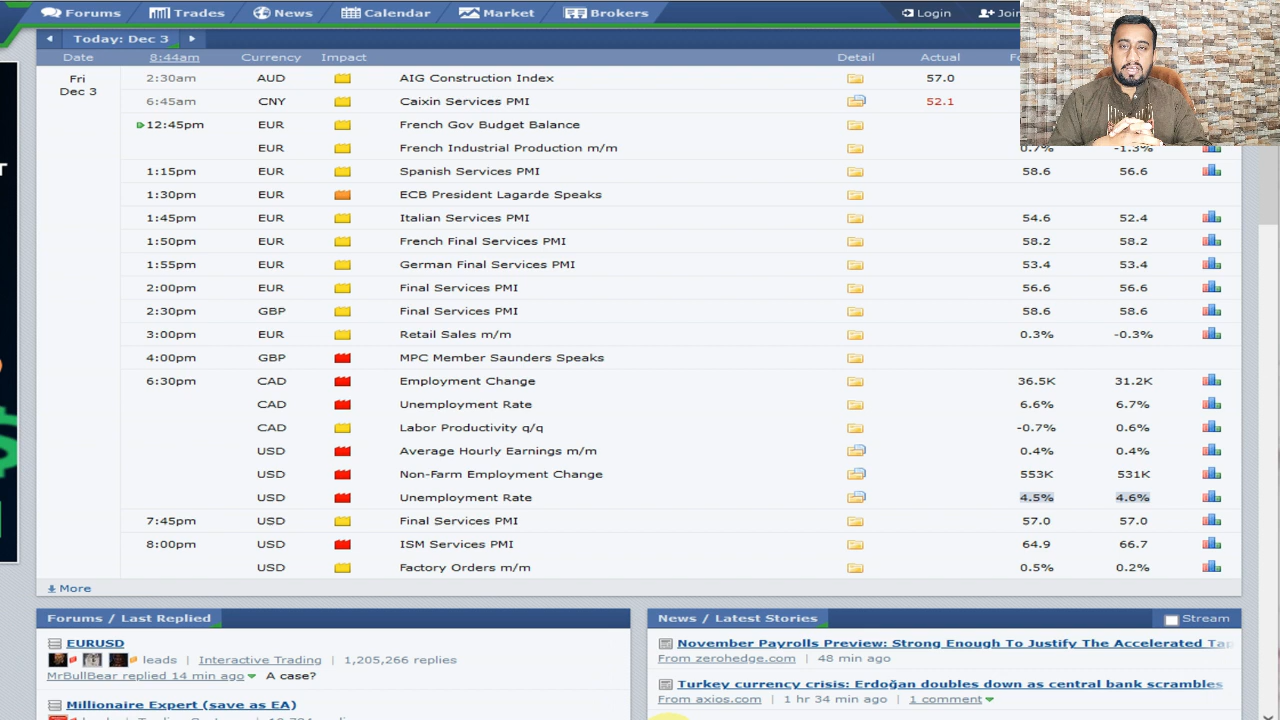 Forums Trades News Calendar Market Brokers Login
Today: Dec 3
Date 8:44am Currency Impact Detail Actual
Fri 2:30am AUD AIG Construction Index 57.0
Dec 3
6:45am CNY Caixin Services PMI 52.1
12:45pm EUR French Gov Budget Balance
EUR French Industrial Production m/m 0.7% -1.3%
1:15pm EUR Spanish Services PMI 58.6 56.6
1:30pm EUR ECB President Lagarde Speaks
1:45pm EUR Italian Services PMI 54.6 52.4
1:50pm EUR French Final Services PMI 58.2 58.2
1:55pm EUR German Final Services PMI 53.4 53.4
2:00pm EUR Final Services PMI 56.6 56.6
2:30pm GBP Final Services PMI 58.6 58.6
3:00pm EUR Retail Sales m/m 0.3% -0.3%
4:00pm GBP MPC Member Saunders Speaks
6:30pm CAD Employment Change 36.5K 31.2K
CAD Unemployment Rate 6.6% 6.7%
CAD Labor Productivity q/q -0.7% 0.6%
USD Average Hourly Earnings m/m 0.4% 0.4%
USD Non-Farm Employment Change 553K 531K
USD Unemployment Rate 4.5% 4.6%
7:45pm USD Final Services PMI 57.0 57.0
8:00pm USD ISM Services PMI 64.9 66.7
USD Factory Orders m/m 0.5% 0.2%
More
Forums / Last Replied
EURUSD
leads | Interactive Trading | 1,205,266 replies
MrBullBear replied 14 min ago A case?
Millionaire Expert (save as EA)
News / Latest Stories Stream
November Payrolls Preview: Strong Enough To Justify The Accelerated
From zerohedge.com | 48 min ago
Turkey currency crisis: Erdoğan doubles down as central bank scrambles
From axios.com | 1 hr 34 min ago | 1 comment